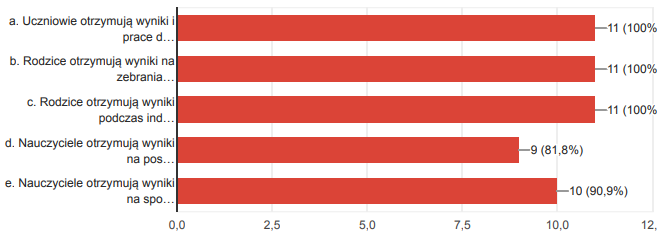 a. Uczniowie otrzymują wyniki i
prace d…
11 (100%
b. Rodzice otrzymują wyniki na
zebrania…
11 (100%
c. Rodzice otrzymują wyniki
podczas ind…
11 (100%
d. Nauczyciele otrzymują wyniki
na pos…
9 (81,8%)
e. Nauczyciele otrzymują wyniki
na spo…
10 (90,9%)
0,0 2,5 5,0 7,5 10,0 12,